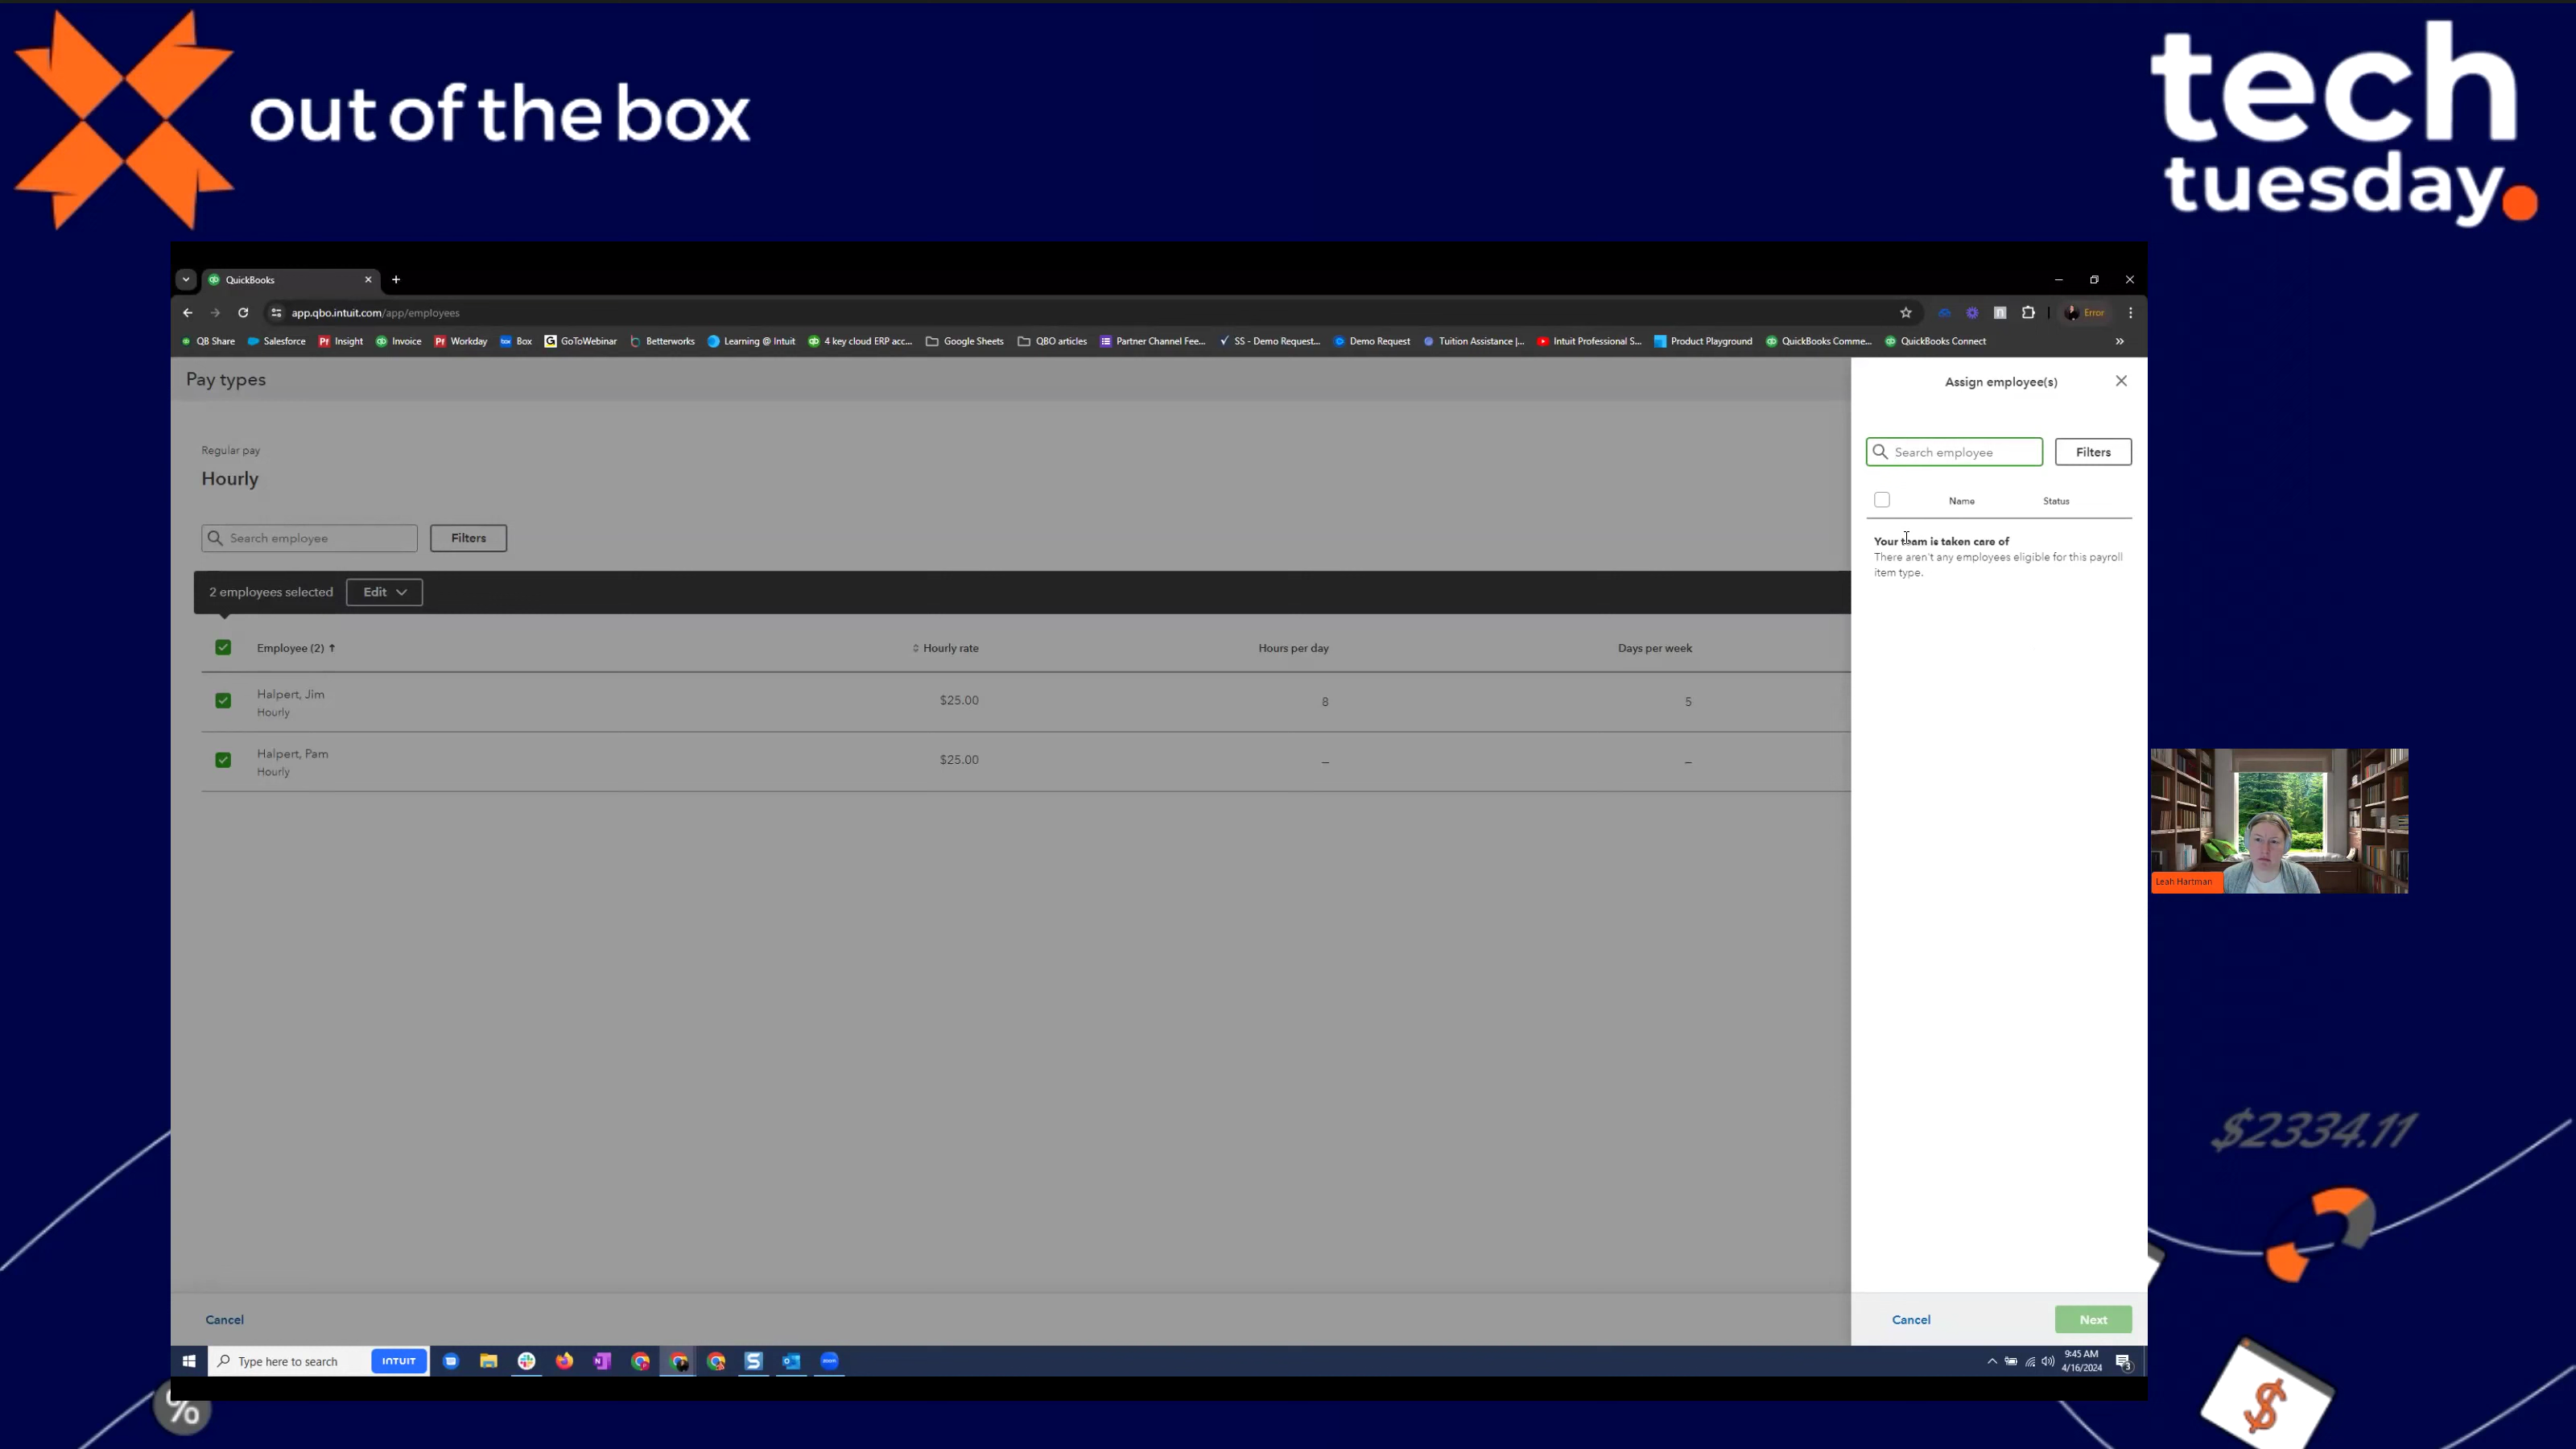 out of the box
tech
tuesday.
QuickBooks
app.qbo.intuit.com/app/employees
Error
QB Share Salesforce Insight Invoice Workday Box GoToWebinar Betterworks Learning @ Intuit 4 key cloud ERP acc... Google Sheets QBO articles Partner Channel Fee... SS - Demo Request... Demo Request Tuition Assistance |... Intuit Professional S... Product Playground QuickBooks Comme... QuickBooks Connect »
Pay types
Regular pay
Hourly
Search employee Filters
2 employees selected Edit
Employee (2) Hourly rate Hours per day Days per week
Halpert, Jim $25.00 8 5
Hourly
Halpert, Pam $25.00 – –
Hourly
Cancel
Assign employee(s)
Search employee Filters
Name Status
Your team is taken care of
There aren't any employees eligible for this payroll
item type.
Cancel Next
Leah Hartman
$2334.11
Type here to search INTUIT
9:45 AM
4/16/2024
3
%
$